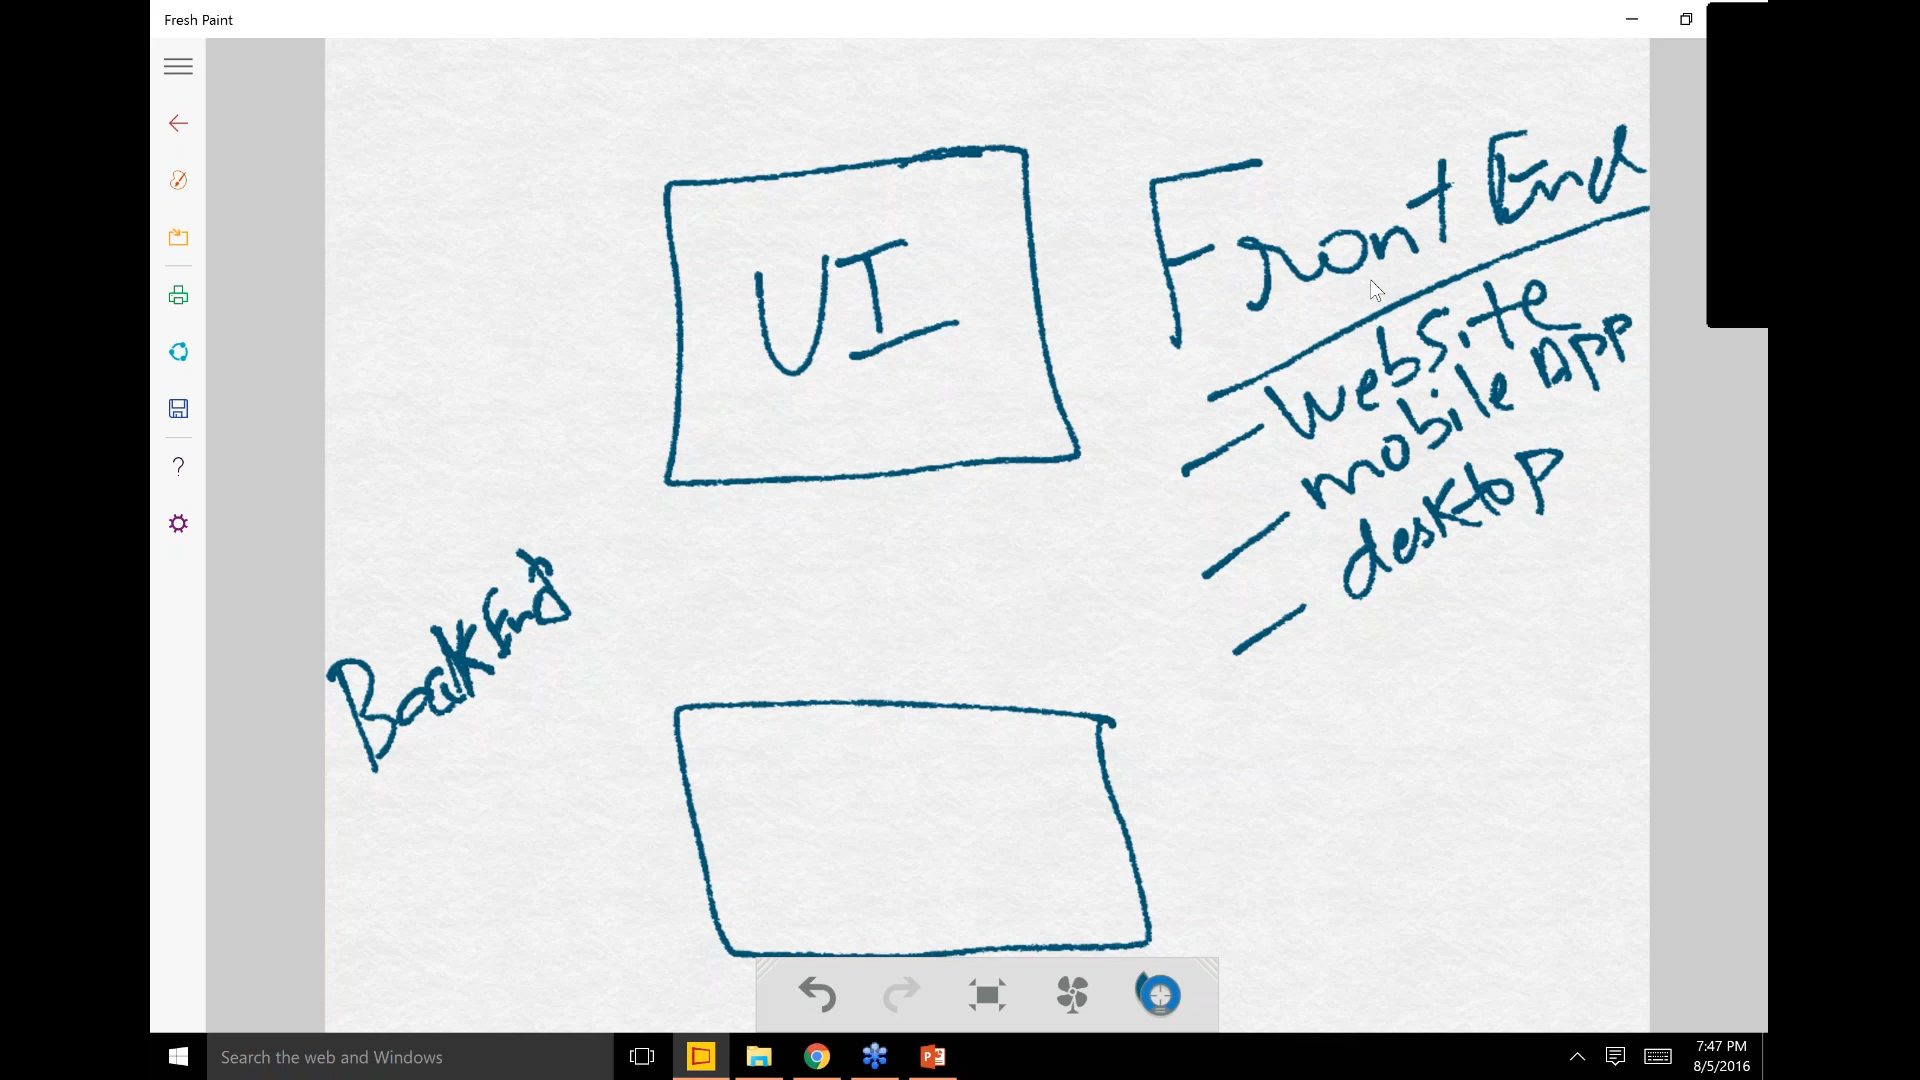 Fresh Paint
UI
Front End
- Website
- mobile APP
- desktop
-
BackEnd
Search the web and Windows
7:47 PM
8/5/2016